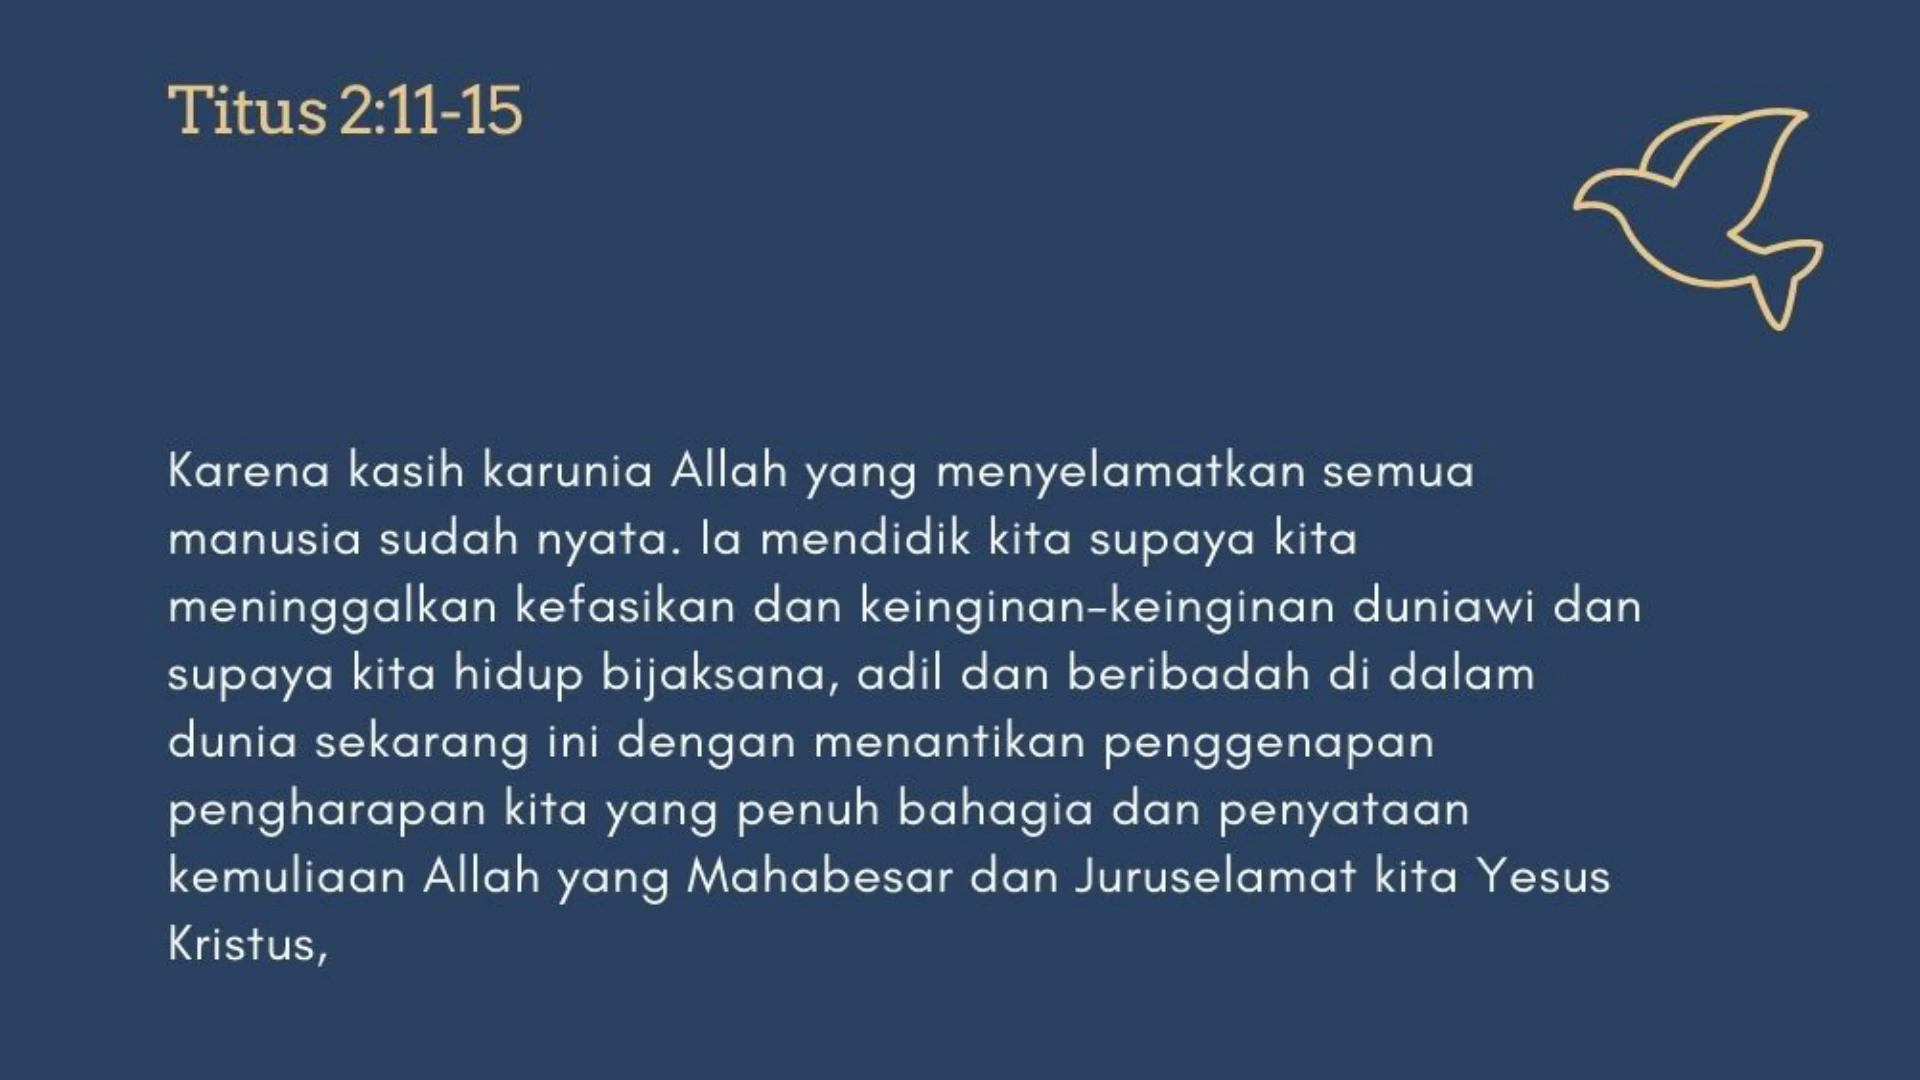 Titus 2:11-15
Karena kasih karunia Allah yang menyelamatkan semua
manusia sudah nyata. Ia mendidik kita supaya kita
meninggalkan kefasikan dan keinginan-keinginan duniawi dan
supaya kita hidup bijaksana, adil dan beribadah di dalam
dunia sekarang ini dengan menantikan penggenapan
pengharapan kita yang penuh bahagia dan penyataan
kemuliaan Allah yang Mahabesar dan Juruselamat kita Yesus
Kristus,